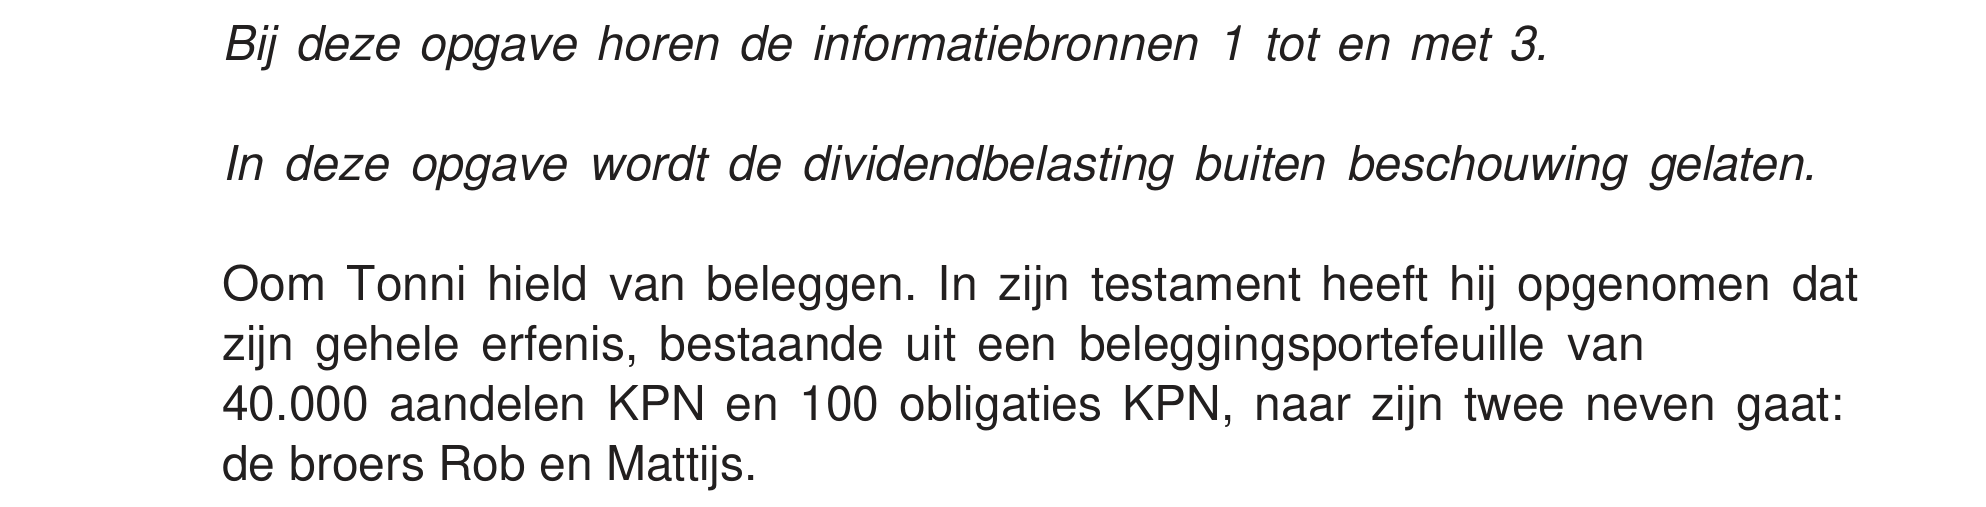 Bij deze opgave horen de informatiebronnen 1 tot en met 3.
In deze opgave wordt de dividendbelasting buiten beschouwing gelaten.
Oom Tonni hield van beleggen. In zijn testament heeft hij opgenomen dat
zijn gehele erfenis, bestaande uit een beleggingsportefeuille van
40.000 aandelen KPN en 100 obligaties KPN, naar zijn twee neven gaat:
de broers Rob en Mattijs.